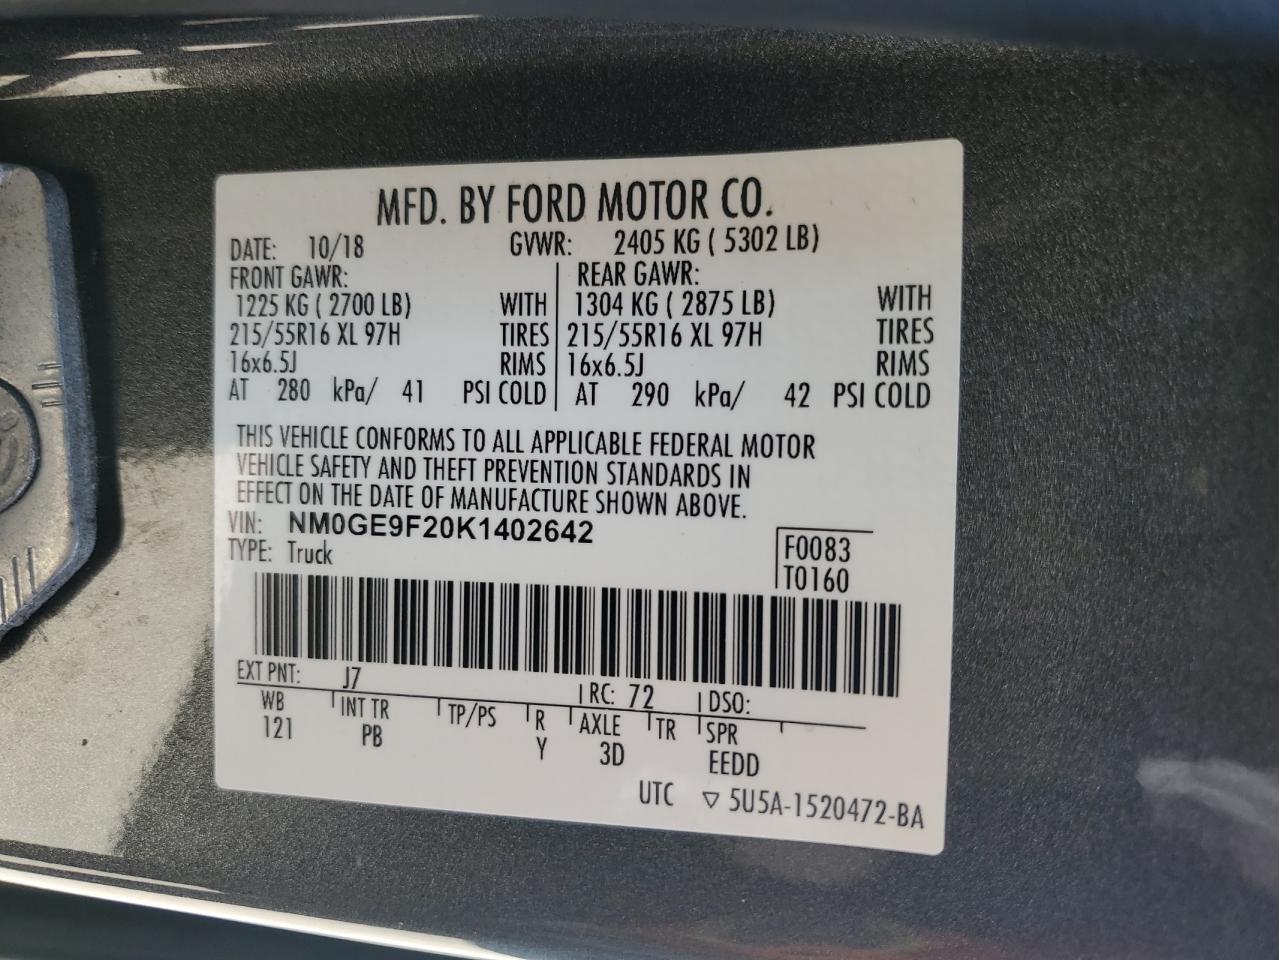 MFD. BY FORD MOTOR CO.
DATE: 10/18 GVWR: 2405 KG ( 5302 LB)
FRONT GAWR: REAR GAWR:
1225 KG ( 2700 LB) WITH 1304 KG ( 2875 LB) WITH
215/55R16 XL 97H TIRES 215/55R16 XL 97H TIRES
16x6.5J RIMS 16x6.5J RIMS
AT 280 kPa/ 41 PSI COLD AT 290 kPa/ 42 PSI COLD
THIS VEHICLE CONFORMS TO ALL APPLICABLE FEDERAL MOTOR
VEHICLE SAFETY AND THEFT PREVENTION STANDARDS IN
EFFECT ON THE DATE OF MANUFACTURE SHOWN ABOVE.
VIN: NM0GE9F20K1402642
TYPE: Truck F0083
T0160
EXT PNT: J7 RC: 72 DSO:
WB INT TR TP/PS R AXLE TR SPR
121 PB Y 3D EEDD
UTC ▽ 5U5A-1520472-BA